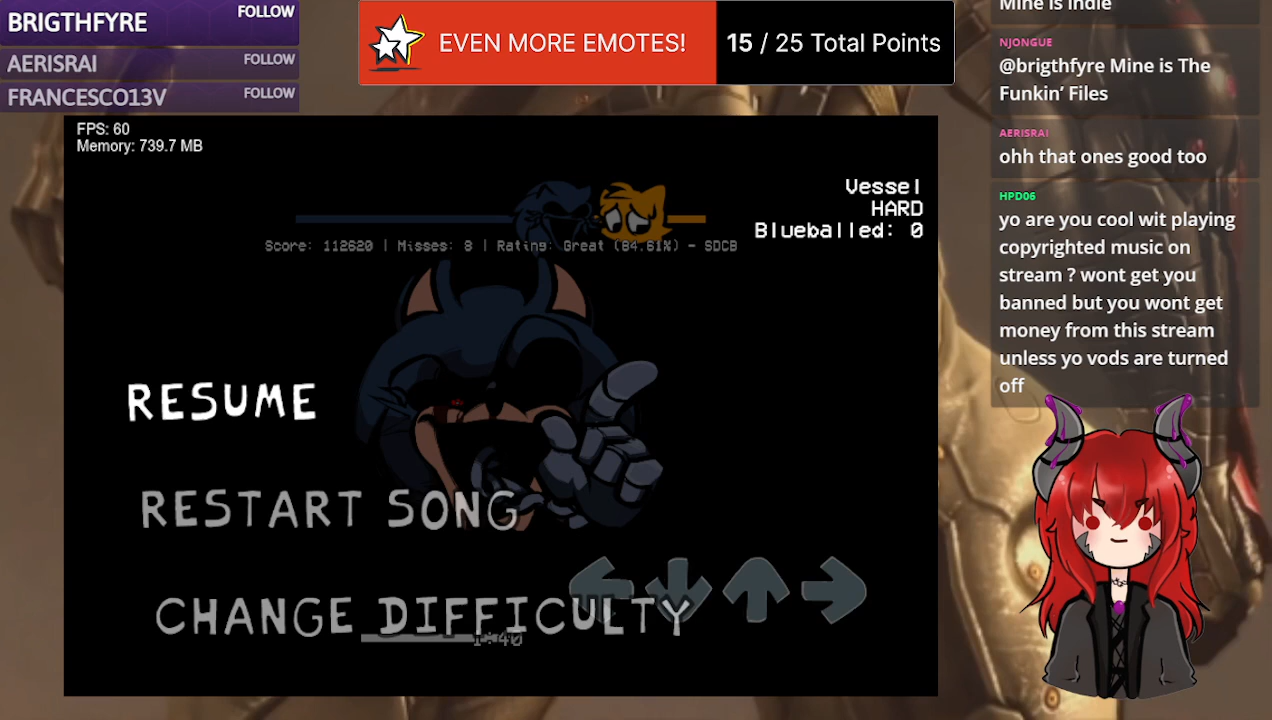 BRIGTHFYRE FOLLOW
AERISRAI FOLLOW
FRANCESCO13V FOLLOW
EVEN MORE EMOTES! 15 / 25 Total Points
FPS: 60
Memory: 739.7 MB
Vessel
HARD
Blueballed: 0
Score: 112620 | Misses: 8 | Rating: Great (84.61%) - SDCB
RESUME
RESTART SONG
CHANGE DIFFICULTY
Mine is Indie
NJONGUE
@brigthfyre Mine is The
Funkin' Files
AERISRAI
ohh that ones good too
HPD06
yo are you cool wit playing
copyrighted music on
stream ? wont get you
banned but you wont get
money from this stream
unless yo vods are turned
off